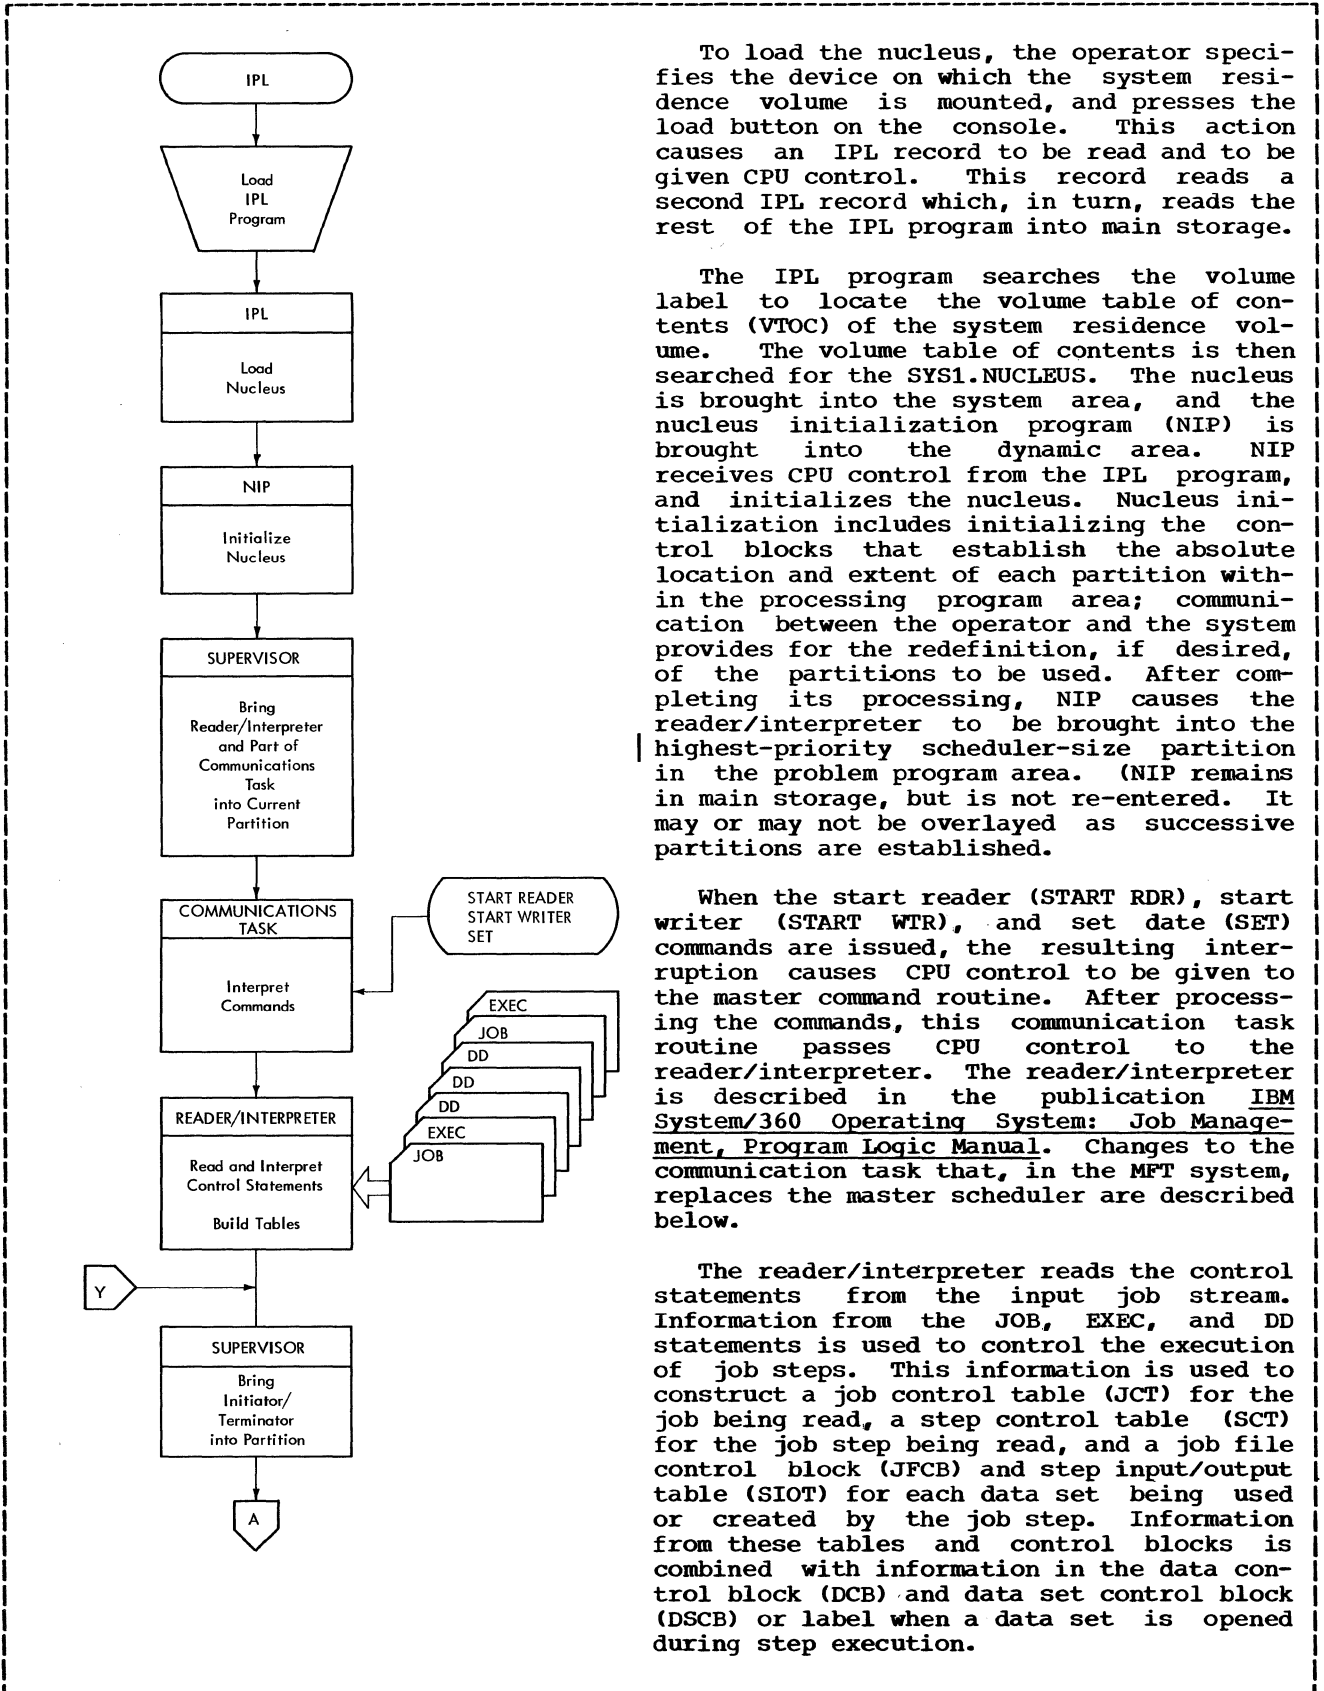 IPL
Load
IPL
Program
IPL
Load
Nucleus
NIP
Initialize
Nucleus
SUPERVISOR
Bring
Reader/Interpreter
and Part of
Communications
Task
into Current
Partition
COMMUNICATIONS
TASK
Interpret
Commands
START READER
START WRITER
SET
EXEC
JOB
DD
DD
DD
EXEC
JOB
READER/INTERPRETER
Read and Interpret
Control Statements
Build Tables
Y
SUPERVISOR
Bring
Initiator/
Terminator
into Partition
A
To load the nucleus, the operator speci-
fies the device on which the system resi-
dence volume is mounted, and presses the
load button on the console. This action
causes an IPL record to be read and to be
given CPU control. This record reads a
second IPL record which, in turn, reads the
rest of the IPL program into main storage.
The IPL program searches the volume
label to locate the volume table of con-
tents (VTOC) of the system residence vol-
ume. The volume table of contents is then
searched for the SYS1.NUCLEUS. The nucleus
is brought into the system area, and the
nucleus initialization program (NIP) is
brought into the dynamic area. NIP
receives CPU control from the IPL program,
and initializes the nucleus. Nucleus ini-
tialization includes initializing the con-
trol blocks that establish the absolute
location and extent of each partition with-
in the processing program area; communi-
cation between the operator and the system
provides for the redefinition, if desired,
of the partitions to be used. After com-
pleting its processing, NIP causes the
reader/interpreter to be brought into the
highest-priority scheduler-size partition
in the problem program area. (NIP remains
in main storage, but is not re-entered. It
may or may not be overlayed as successive
partitions are established.
When the start reader (START RDR), start
writer (START WTR), and set date (SET)
commands are issued, the resulting inter-
ruption causes CPU control to be given to
the master command routine. After process-
ing the commands, this communication task
routine passes CPU control to the
reader/interpreter. The reader/interpreter
is described in the publication IBM
System/360 Operating System: Job Manage-
ment, Program Logic Manual. Changes to the
communication task that, in the MFT system,
replaces the master scheduler are described
below.
The reader/interpreter reads the control
statements from the input job stream.
Information from the JOB, EXEC, and DD
statements is used to control the execution
of job steps. This information is used to
construct a job control table (JCT) for the
job being read, a step control table (SCT)
for the job step being read, and a job file
control block (JFCB) and step input/output
table (SIOT) for each data set being used
or created by the job step. Information
from these tables and control blocks is
combined with information in the data con-
trol block (DCB) and data set control block
(DSCB) or label when a data set is opened
during step execution.